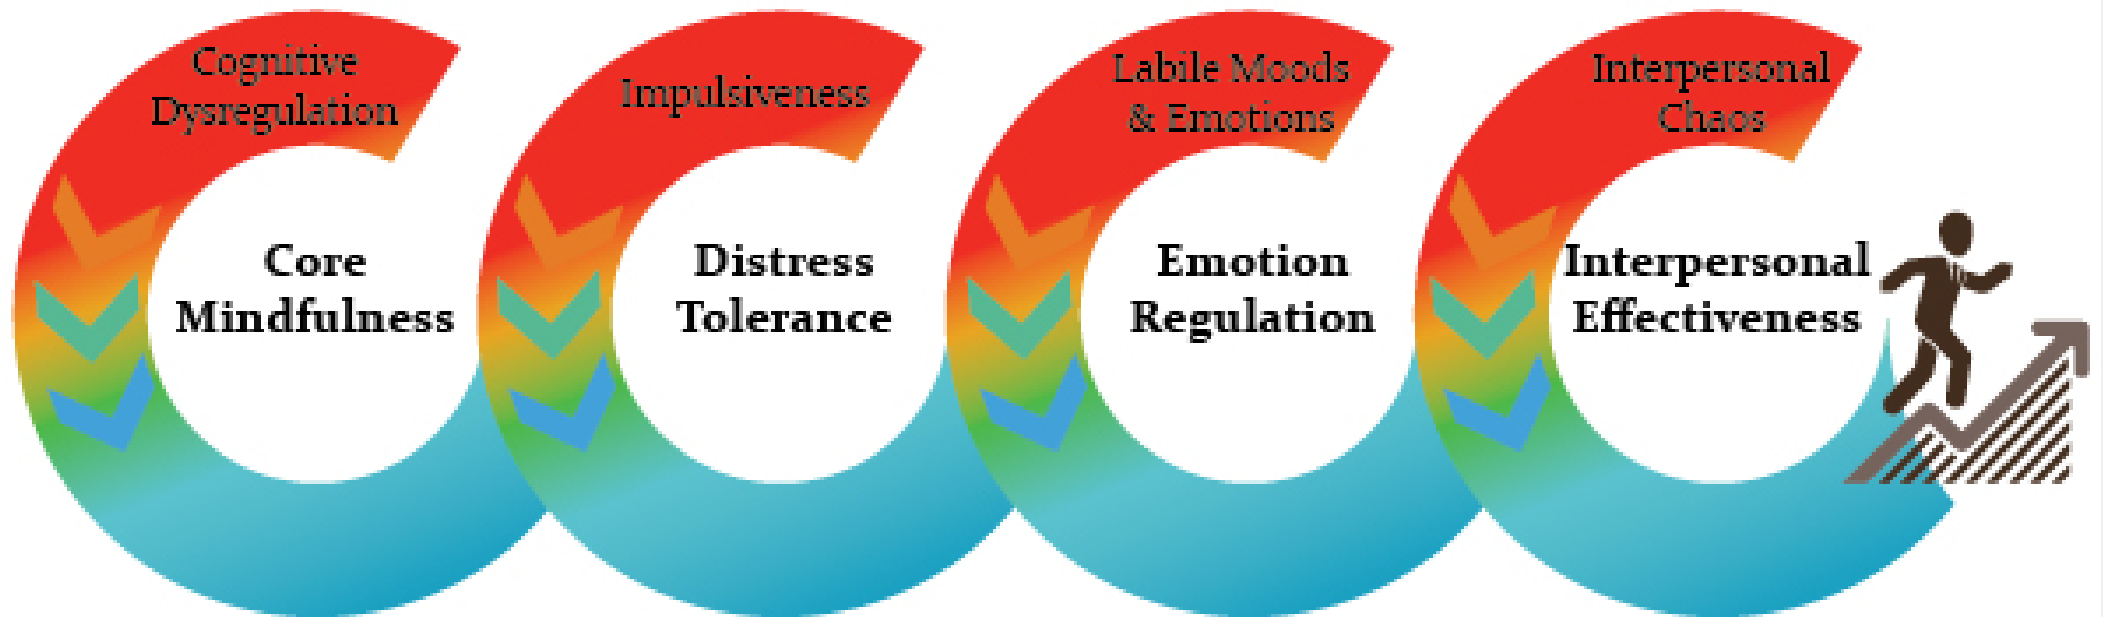 Cognitive
Dysregulation
Core
Mindfulness
Impulsiveness
Distress
Tolerance
Labile Moods
& Emotions
Emotion
Regulation
Interpersonal
Chaos
Interpersonal
Effectiveness